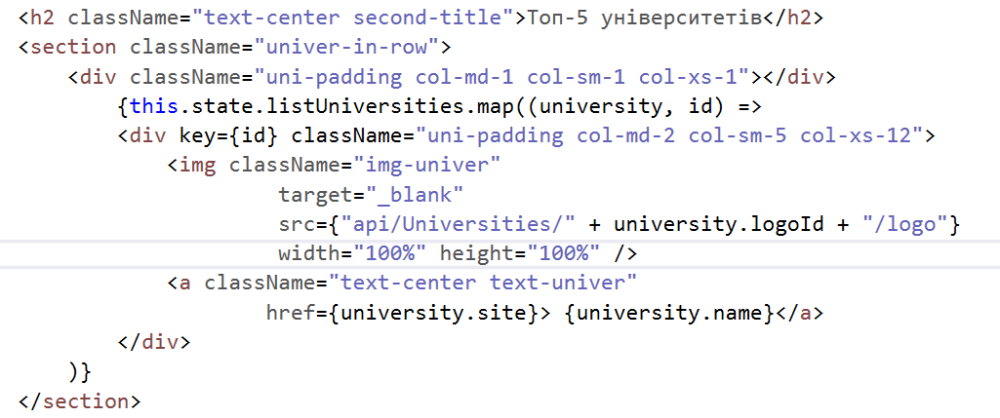 <h2 className="text-center second-title">Топ-5 університетів</h2>
<section className="univer-in-row">
    <div className="uni-padding col-md-1 col-sm-1 col-xs-1"></div>
        {this.state.listUniversities.map((university, id) =>
        <div key={id} className="uni-padding col-md-2 col-sm-5 col-xs-12">
            <img className="img-univer"
                     target="_blank"
                     src={"api/Universities/" + university.logoId + "/logo"}
                     width="100%" height="100%" />
            <a className="text-center text-univer"
                    href={university.site}> {university.name}</a>
        </div>
    )}
</section>